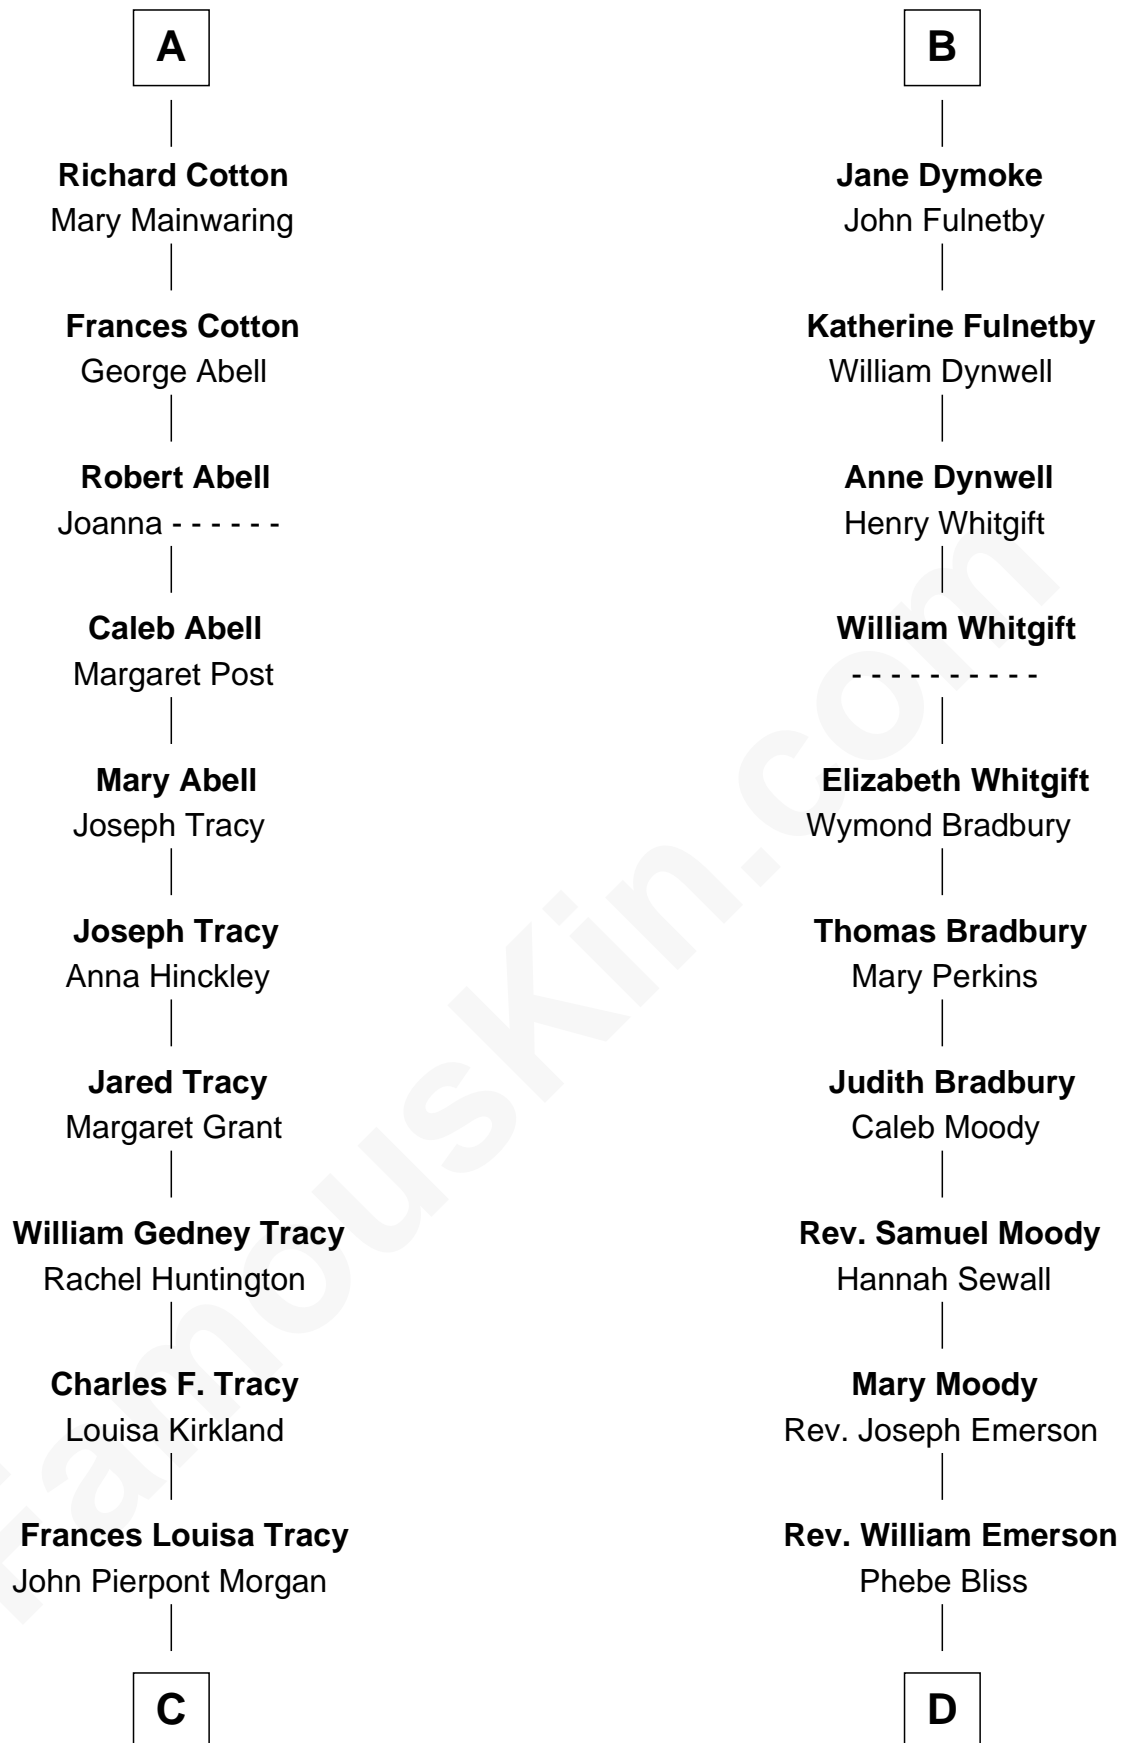 A
Richard Cotton
Mary Mainwaring
Frances Cotton
George Abell
Robert Abell
Joanna - - - - - -
Caleb Abell
Margaret Post
Mary Abell
Joseph Tracy
Joseph Tracy
Anna Hinckley
Jared Tracy
Margaret Grant
William Gedney Tracy
Rachel Huntington
Charles F. Tracy
Louisa Kirkland
Frances Louisa Tracy
John Pierpont Morgan
C
B
Jane Dymoke
John Fulnetby
Katherine Fulnetby
William Dynwell
Anne Dynwell
Henry Whitgift
William Whitgift
- - - - - - - - - -
Elizabeth Whitgift
Wymond Bradbury
Thomas Bradbury
Mary Perkins
Judith Bradbury
Caleb Moody
Rev. Samuel Moody
Hannah Sewall
Mary Moody
Rev. Joseph Emerson
Rev. William Emerson
Phebe Bliss
D
FamousKin.com